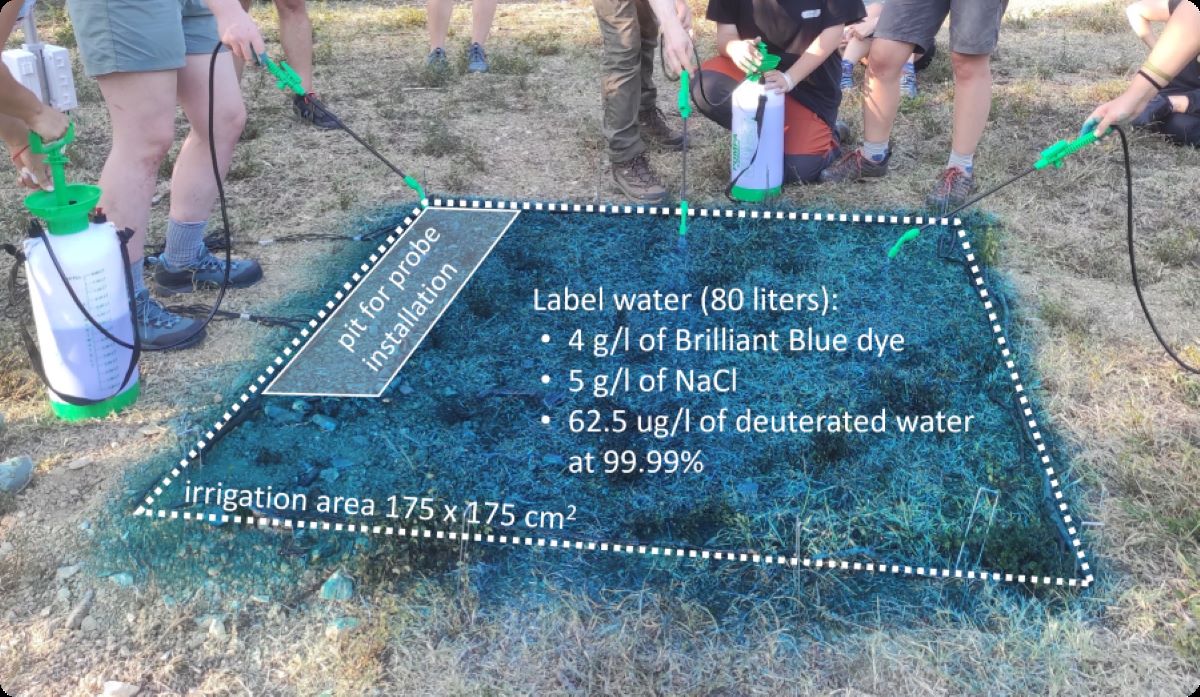 pit for probe
installation
Label water (80 liters):
• 4 g/l of Brilliant Blue dye
• 5 g/l of NaCl
• 62.5 ug/l of deuterated water
at 99.99%
irrigation area 175 x 175 cm²